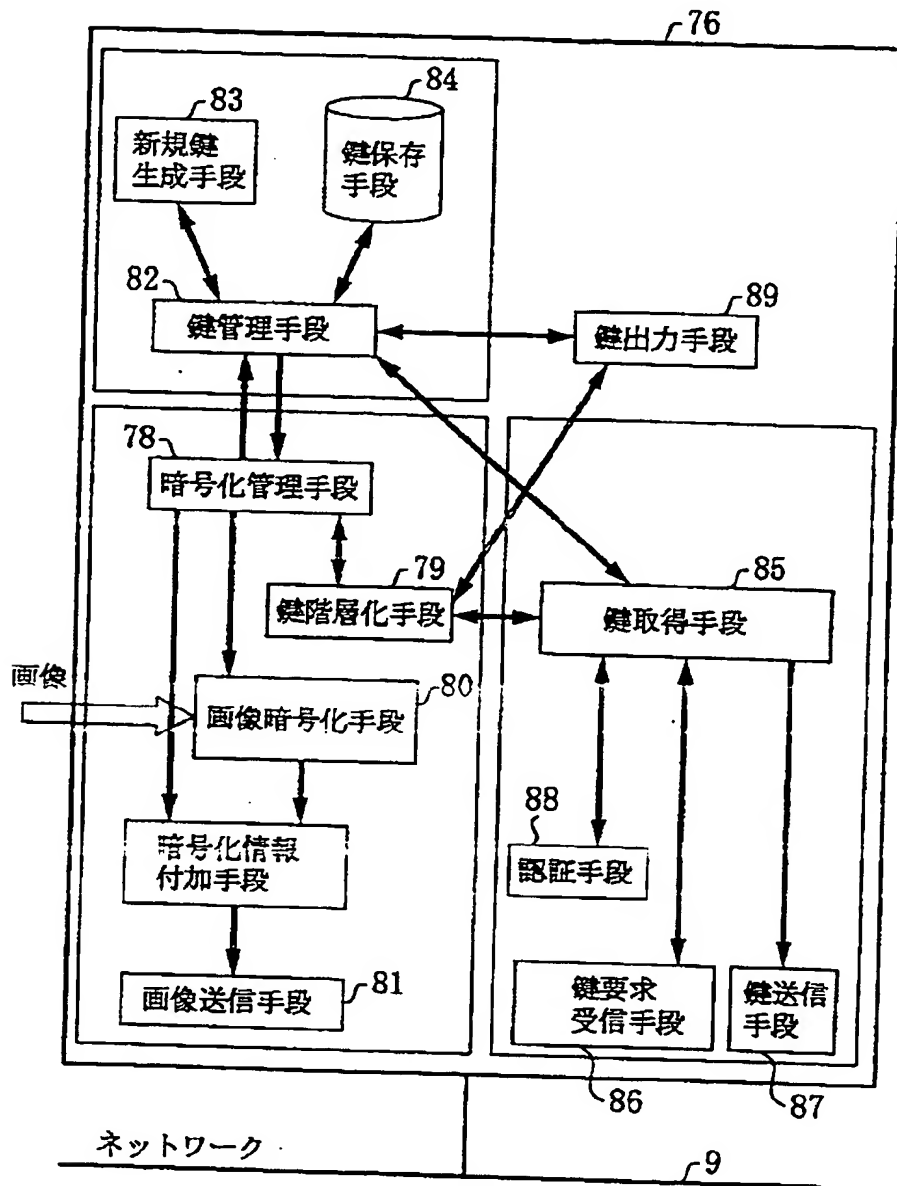 76
83
84
新規鍵
生成手段
鍵保存
手段
82
89
鍵管理手段
鍵出力手段
78
暗号化管理手段
79
85
鍵階層化手段
鍵取得手段
画像
80
画像暗号化手段
88
暗号化情報
付加手段
認証手段
画像送信手段
81
鍵要求
受信手段
鍵送信
手段
86
87
ネットワーク
9